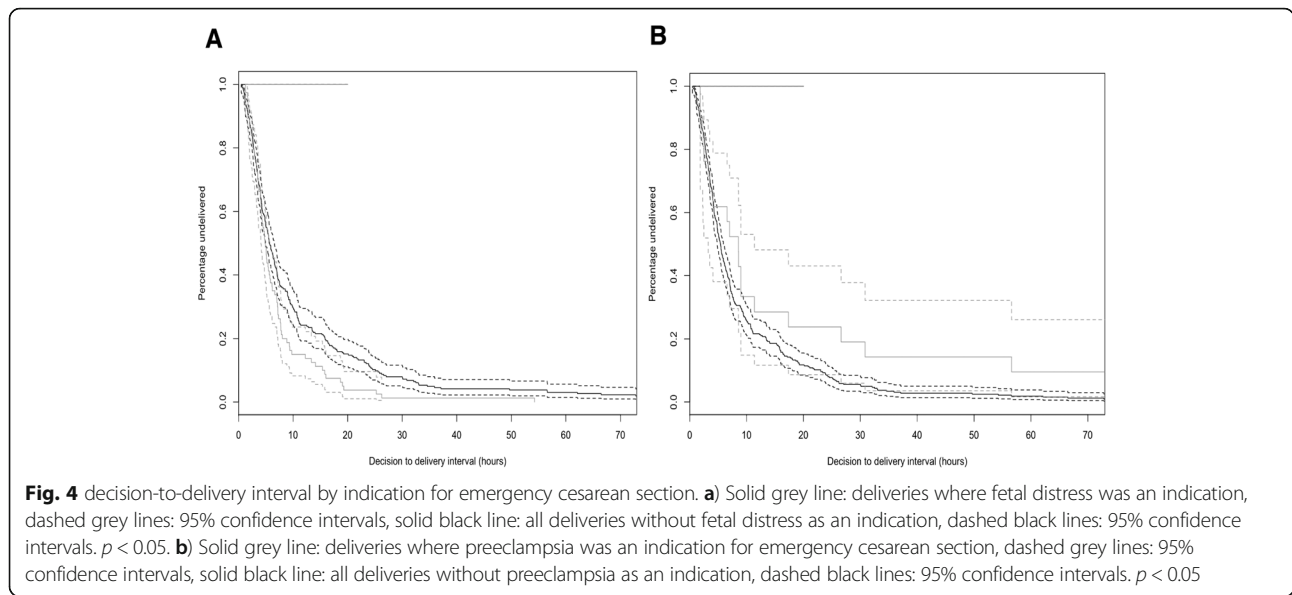 A
B
Percentage undelivered
1.0
0.8
0.6
0.4
0.2
0.0
0 10 20 30 40 50 60 70
Decision to delivery interval (hours)
Percentage undelivered
1.0
0.8
0.6
0.4
0.2
0.0
0 10 20 30 40 50 60 70
Decision to delivery interval (hours)
Fig. 4 decision-to-delivery interval by indication for emergency cesarean section. a) Solid grey line: deliveries where fetal distress was an indication,
dashed grey lines: 95% confidence intervals, solid black line: all deliveries without fetal distress as an indication, dashed black lines: 95% confidence
intervals. p < 0.05. b) Solid grey line: deliveries where preeclampsia was an indication for emergency cesarean section, dashed grey lines: 95%
confidence intervals, solid black line: all deliveries without preeclampsia as an indication, dashed black lines: 95% confidence intervals. p < 0.05